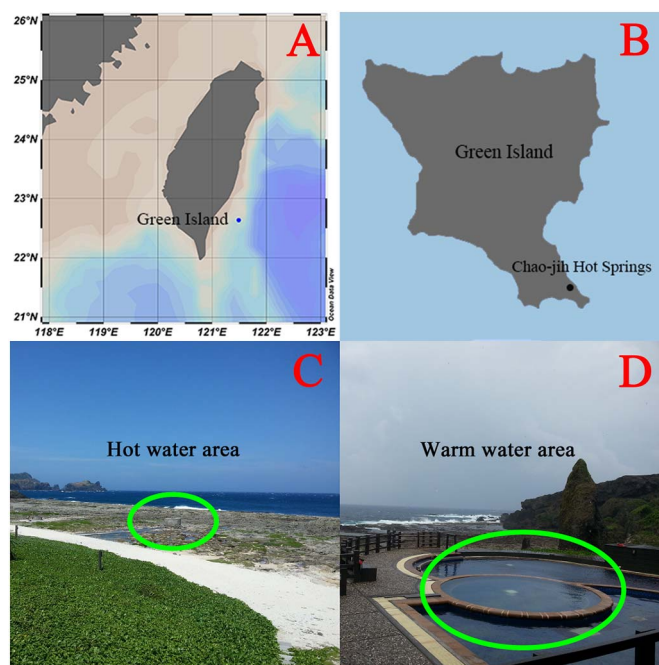 A
26°N
25°N
24°N
23°N
22°N
21°N
Green Island
118°E 119°E 120°E 121°E 122°E 123°E
Ocean Data View
B
Green Island
Chao-jih Hot Springs
C
Hot water area
D
Warm water area